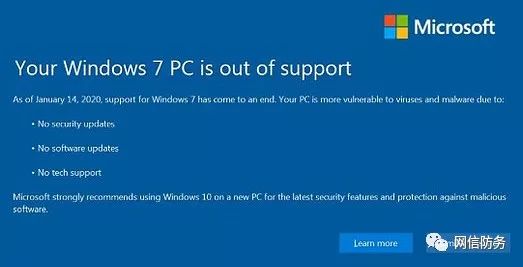 Microsoft
Your Windows 7 PC is out of support
As of January 14, 2020, support for Windows 7 has come to an end. Your PC is more vulnerable to viruses and malware due to:
• No security updates
• No software updates
• No tech support
Microsoft strongly recommends using Windows 10 on a new PC for the latest security features and protection against malicious
software.
Learn more
网信防务